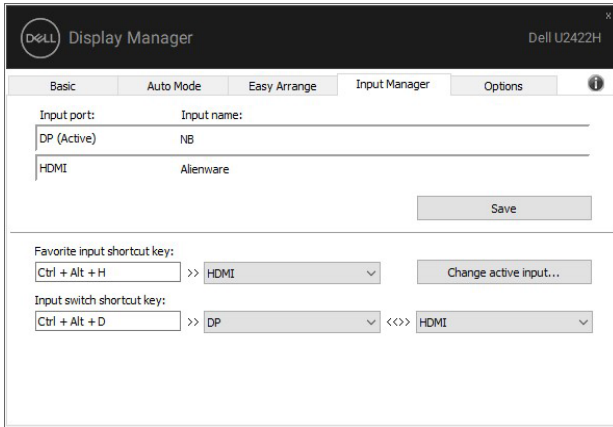 x
DELL Display Manager Dell U2422H
Basic Auto Mode Easy Arrange Input Manager Options i
Input port: Input name:
DP (Active) NB
HDMI Alienware
Save
Favorite input shortcut key:
Ctrl + Alt + H >> HDMI Change active input...
Input switch shortcut key:
Ctrl + Alt + D >> DP <<>> HDMI